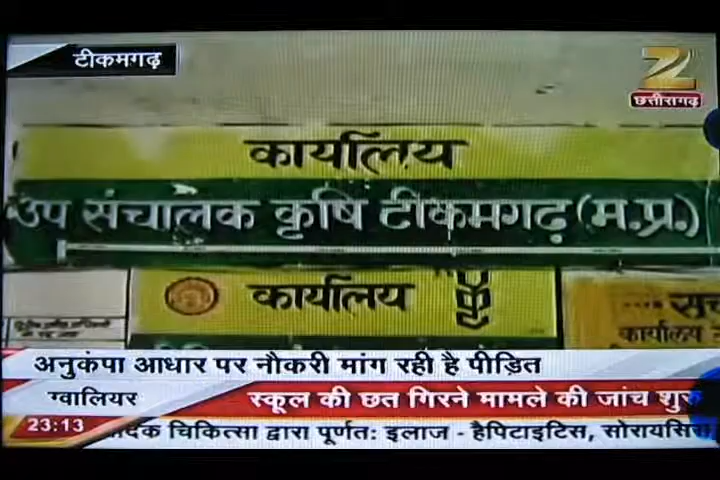 टीकमगढ़
Z
छत्तीसगढ़
कार्यालय
उप संचालक कृषि टीकमगढ़ (म.प्र.)
कार्यालय
कार्यालय
अनुकंपा आधार पर नौकरी मांग रही है पीड़ित
ग्वालियर
स्कूल की छत गिरने मामले की जांच शुरू
23:13
चिकित्सा द्वारा पूर्णत: इलाज - हैपिटाइटिस, सोरायसिस,